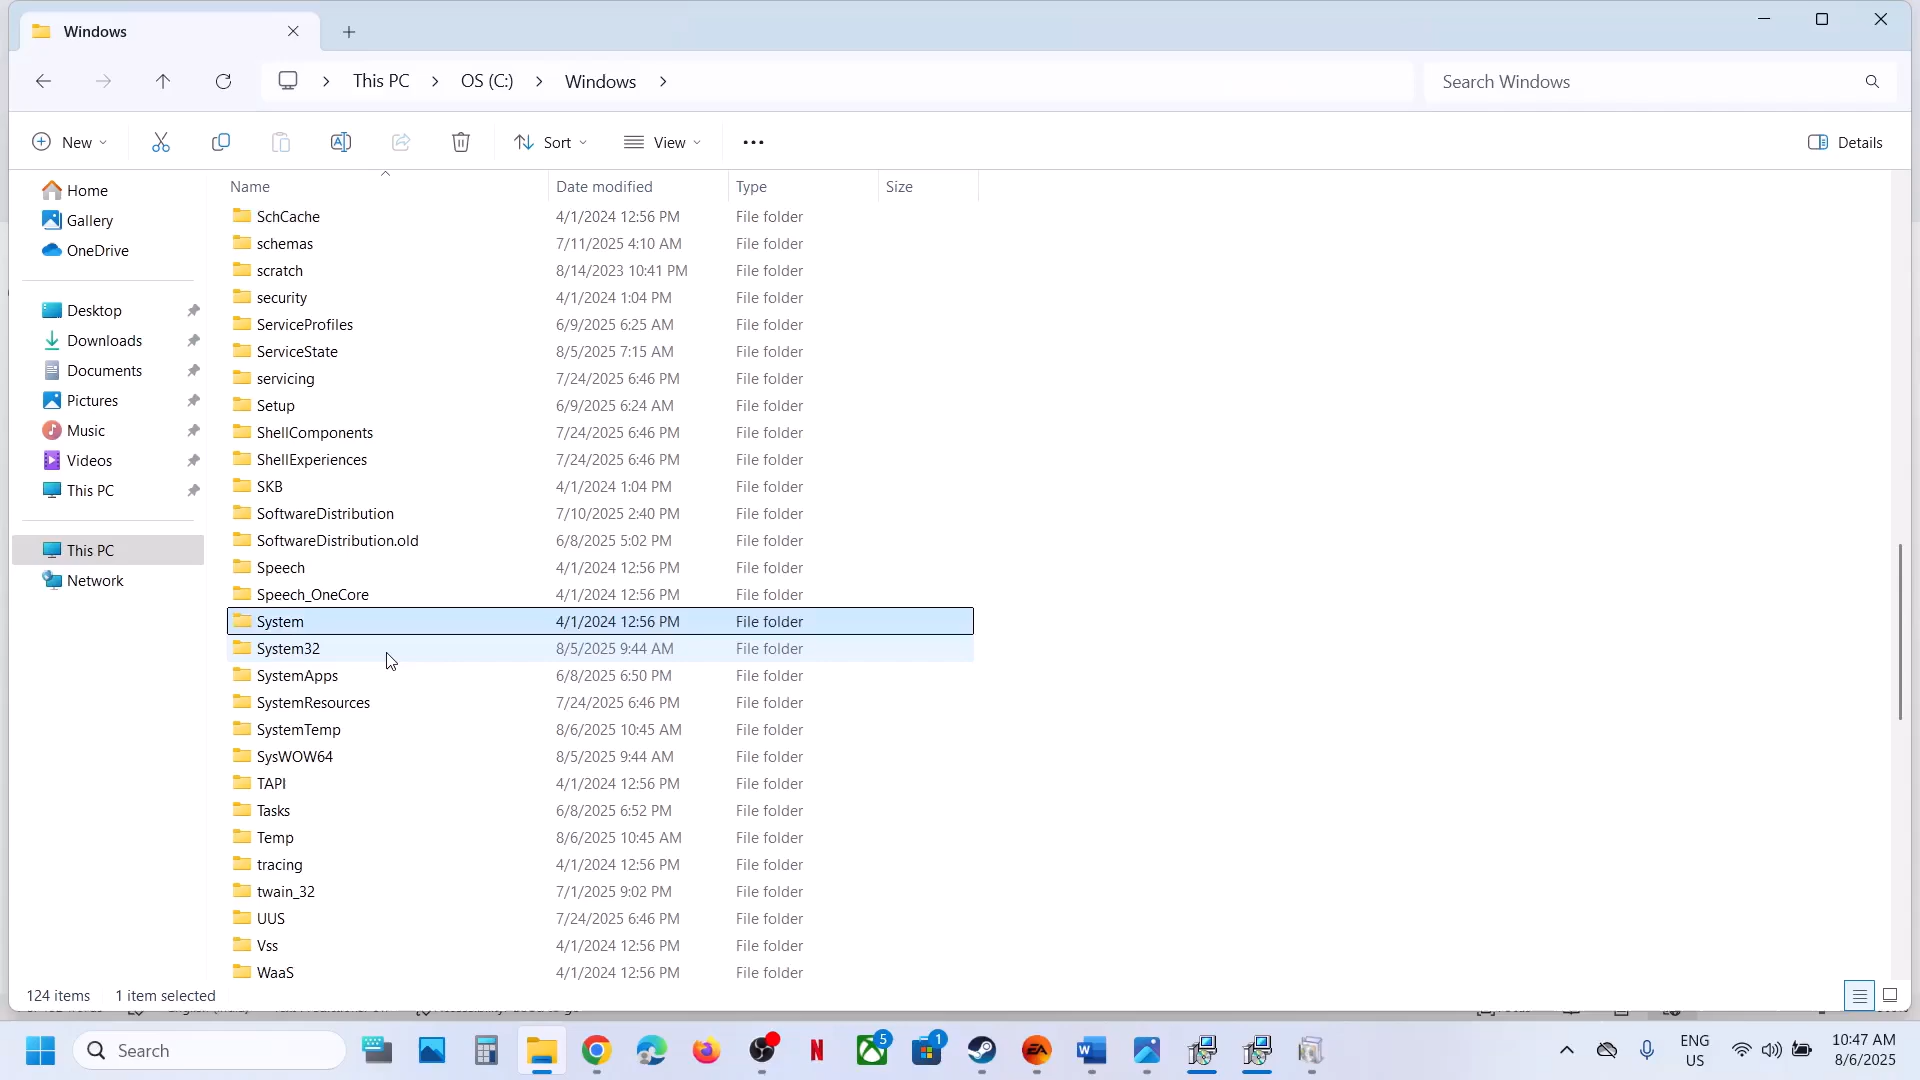 Windows
This PC
OS (C:)
Windows
Search Windows
New
Sort
View
Details
Home
Gallery
OneDrive
Desktop
Downloads
Documents
Pictures
Music
Videos
This PC
This PC
Network
Name Date modified Type Size
SchCache 4/1/2024 12:56 PM File folder
schemas 7/11/2025 4:10 AM File folder
scratch 8/14/2023 10:41 PM File folder
security 4/1/2024 1:04 PM File folder
ServiceProfiles 6/9/2025 6:25 AM File folder
ServiceState 8/5/2025 7:15 AM File folder
servicing 7/24/2025 6:46 PM File folder
Setup 6/9/2025 6:24 AM File folder
ShellComponents 7/24/2025 6:46 PM File folder
ShellExperiences 7/24/2025 6:46 PM File folder
SKB 4/1/2024 1:04 PM File folder
SoftwareDistribution 7/10/2025 2:40 PM File folder
SoftwareDistribution.old 6/8/2025 5:02 PM File folder
Speech 4/1/2024 12:56 PM File folder
Speech_OneCore 4/1/2024 12:56 PM File folder
System 4/1/2024 12:56 PM File folder
System32 8/5/2025 9:44 AM File folder
SystemApps 6/8/2025 6:50 PM File folder
SystemResources 7/24/2025 6:46 PM File folder
SystemTemp 8/6/2025 10:45 AM File folder
SysWOW64 8/5/2025 9:44 AM File folder
TAPI 4/1/2024 12:56 PM File folder
Tasks 6/8/2025 6:52 PM File folder
Temp 8/6/2025 10:45 AM File folder
tracing 4/1/2024 12:56 PM File folder
twain_32 7/1/2025 9:02 PM File folder
UUS 7/24/2025 6:46 PM File folder
Vss 4/1/2024 12:56 PM File folder
WaaS 4/1/2024 12:56 PM File folder
124 items 1 item selected
Search
5
1
ENG
US
10:47 AM
8/6/2025